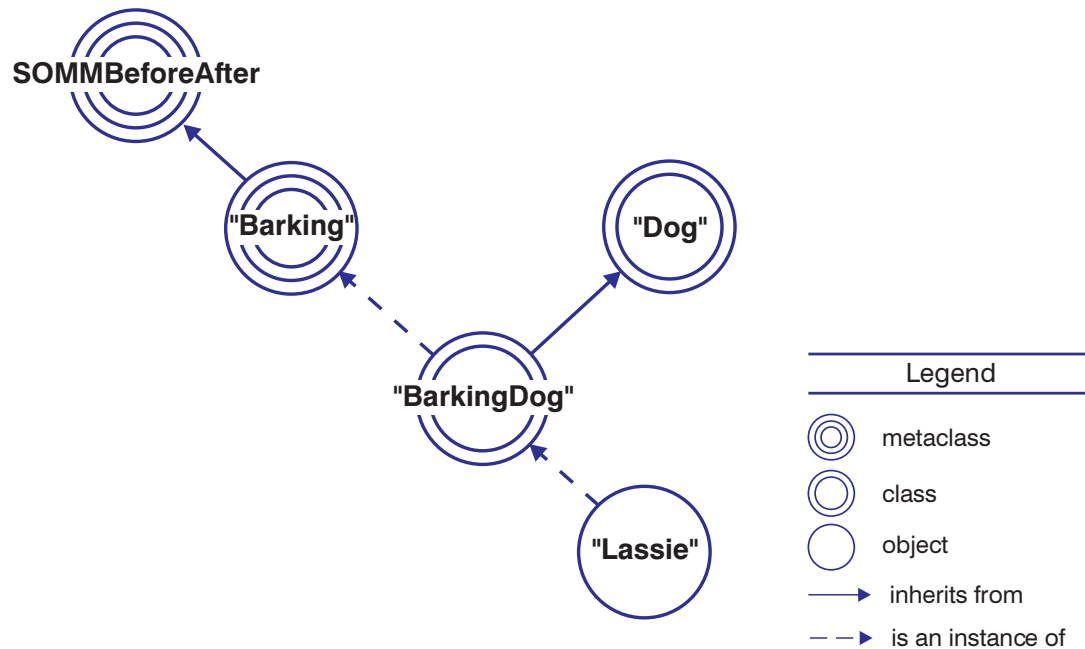 SOMMBeforeAfter
"Barking"
"Dog"
"BarkingDog"
"Lassie"
Legend
metaclass
class
object
inherits from
is an instance of